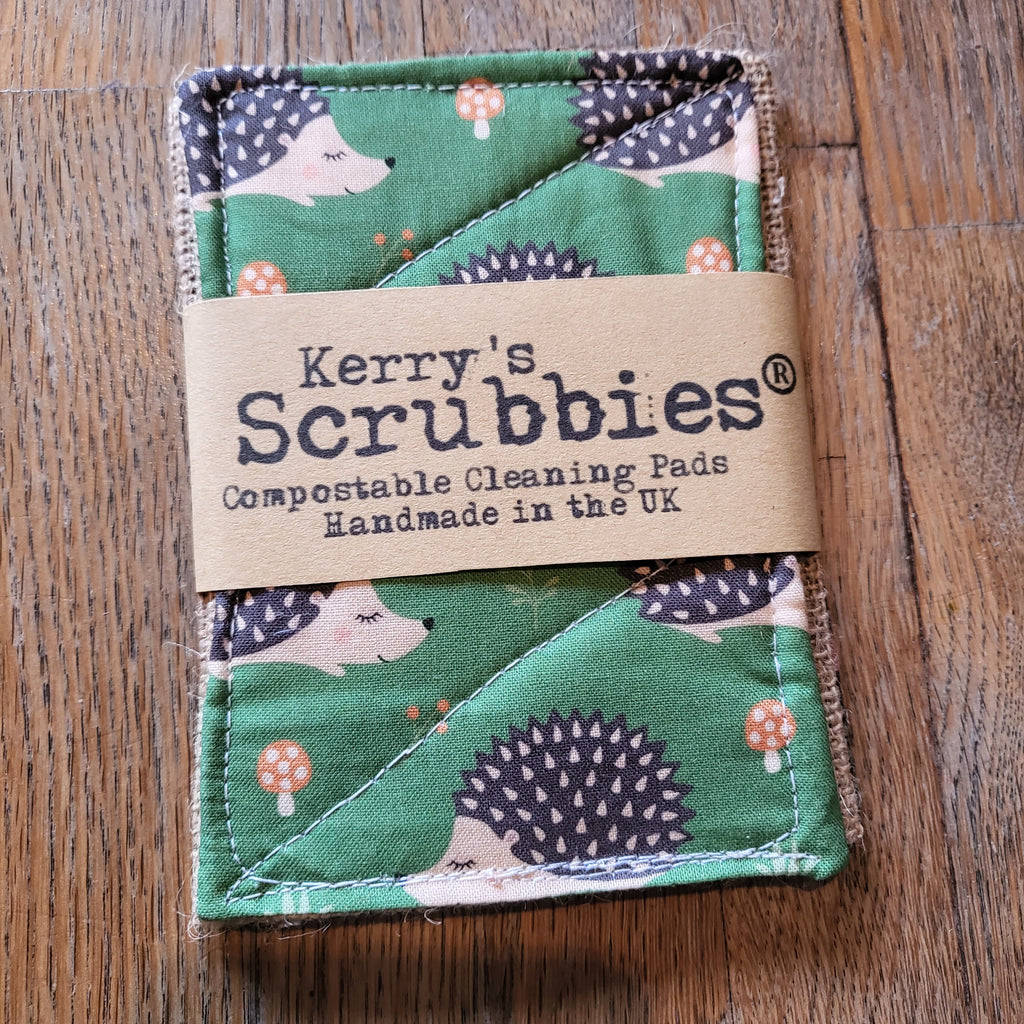 Kerry's
Scrubbies®
Compostable Cleaning Pads
Handmade in the UK